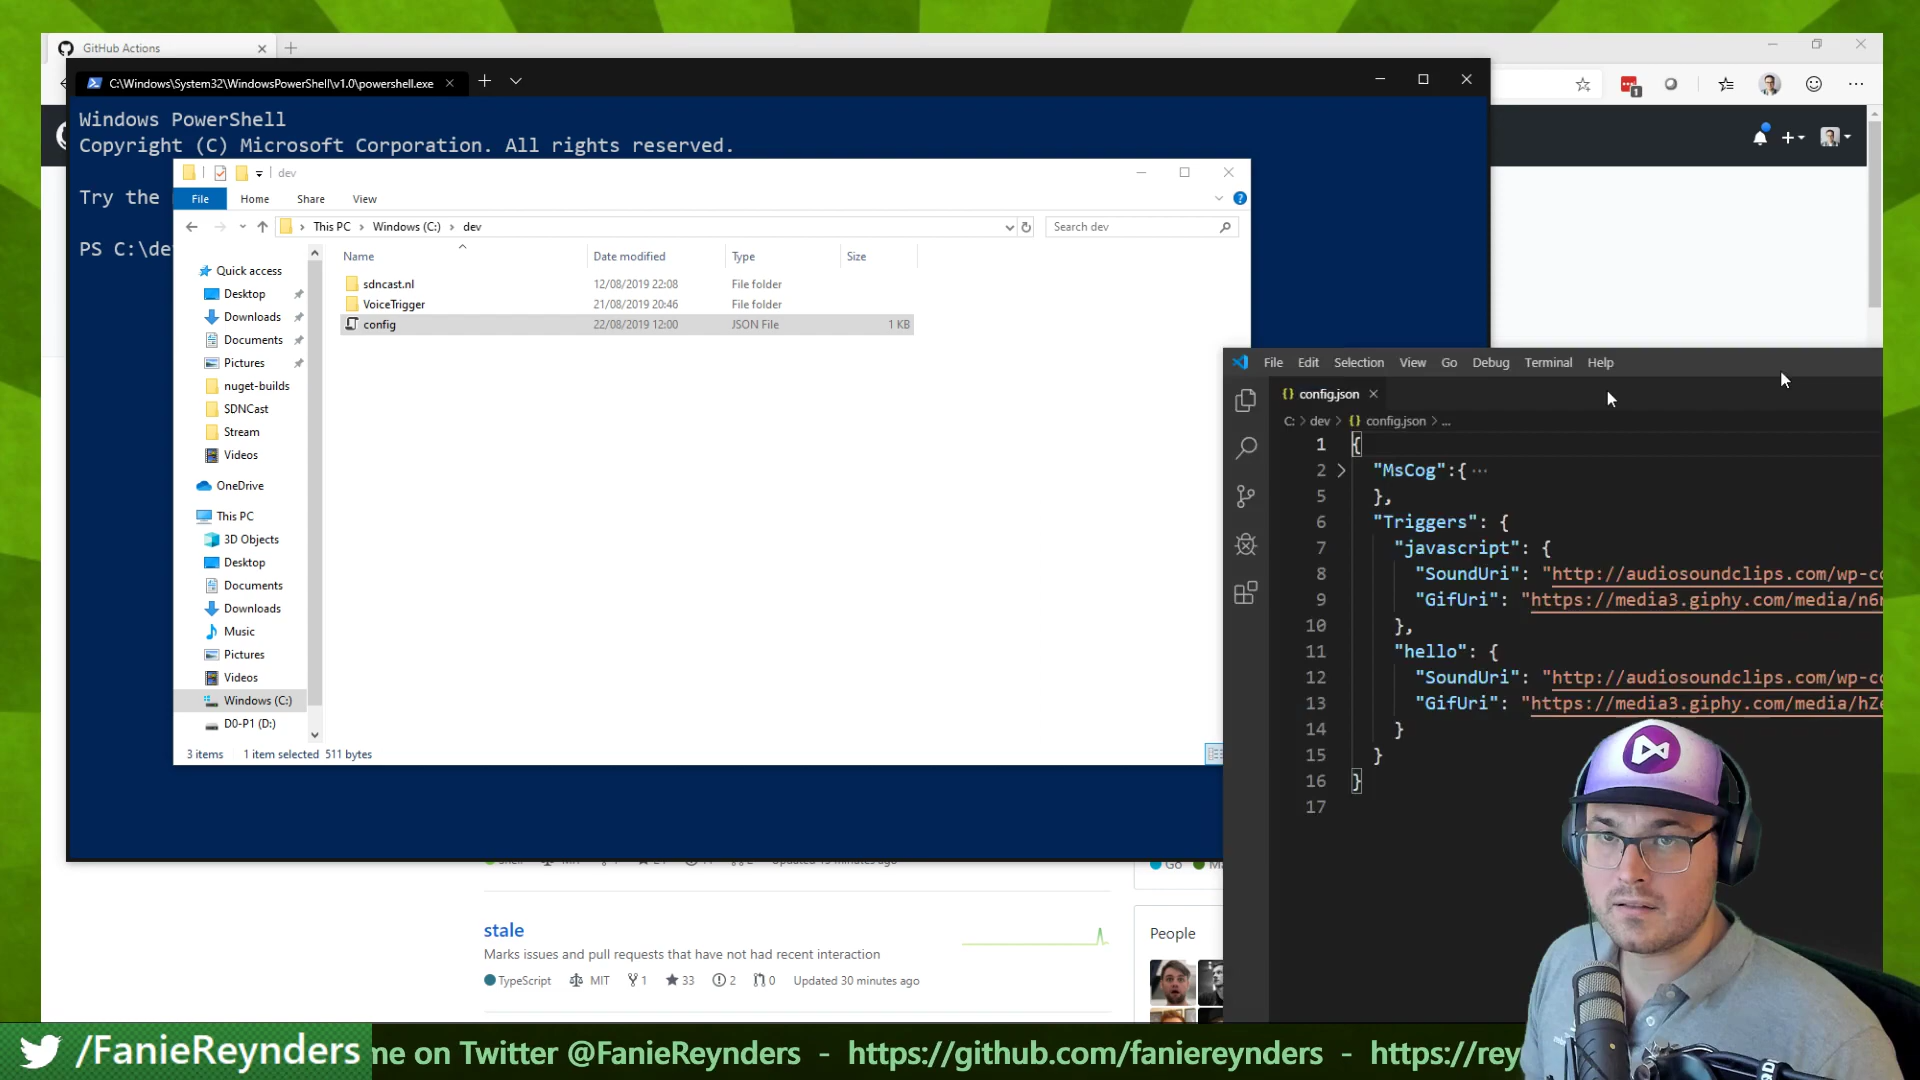 GitHub Actions
C:\Windows\System32\WindowsPowerShell\v1.0\powershell.exe
Windows PowerShell
Copyright (C) Microsoft Corporation. All rights reserved.
Try the
PS C:\de
dev
File Home Share View
This PC > Windows (C:) > dev
Search dev
Name Date modified Type Size
sdncast.nl 12/08/2019 22:08 File folder
VoiceTrigger 21/08/2019 20:46 File folder
config 22/08/2019 12:00 JSON File 1 KB
Quick access
Desktop
Downloads
Documents
Pictures
nuget-builds
SDNCast
Stream
Videos
OneDrive
This PC
3D Objects
Desktop
Documents
Downloads
Music
Pictures
Videos
Windows (C:)
D0-P1 (D:)
3 items 1 item selected 511 bytes
File Edit Selection View Go Debug Terminal Help
{} config.json
C: > dev > {} config.json > ...
1 {
2 "MsCog":{ ...
5 },
6 "Triggers": {
7 "javascript": {
8 "SoundUri": "http://audiosoundclips.com/wp-co
9 "GifUri": "https://media3.giphy.com/media/n6
10 },
11 "hello": {
12 "SoundUri": "http://audiosoundclips.com/wp-co
13 "GifUri": "https://media3.giphy.com/media/hZ
14 }
15 }
16 }
17
Go
stale
Marks issues and pull requests that have not had recent interaction
TypeScript MIT 1 33 2 0 Updated 30 minutes ago
People
/FanieReynders
me on Twitter @FanieReynders - https://github.com/faniereynders - https://rey